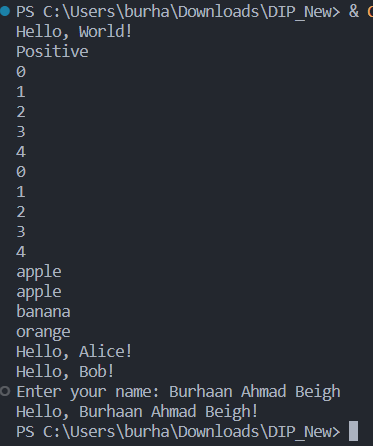 PS C:\Users\burha\Downloads\DIP_New> &
Hello, World!
Positive
0
1
2
3
4
0
1
2
3
4
apple
apple
banana
orange
Hello, Alice!
Hello, Bob!
Enter your name: Burhaan Ahmad Beigh
Hello, Burhaan Ahmad Beigh!
PS C:\Users\burha\Downloads\DIP_New>